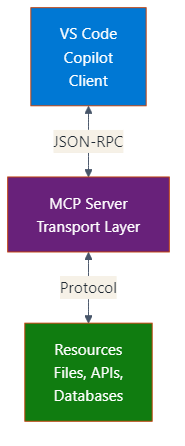 VS Code
Copilot
Client
JSON-RPC
MCP Server
Transport Layer
Protocol
Resources
Files, APIs,
Databases